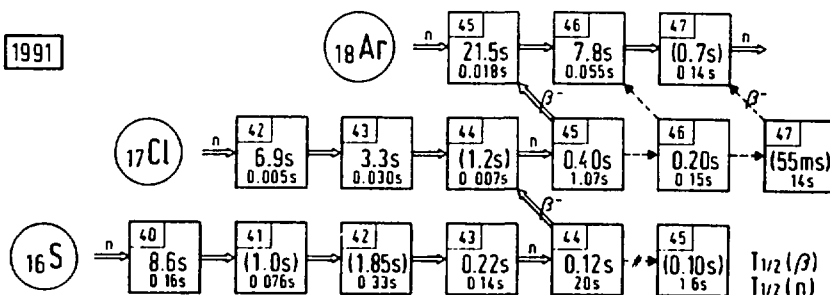 1991
18Ar
45 46 47
n n
21.5s 7.8s (0.7s)
0.018s 0.055s 0 14s
β⁻ β⁻
17Cl
42 43 44 45 46 47
n n
6.9s 3.3s (1.2s) 0.40s 0.20s (55ms)
0.005s 0.030s 0 007s 1.07s 0 15s 14s
β⁻
16S
40 41 42 43 44 45
n n
8.6s (1.0s) (1.85s) 0.22s 0.12s (0.10s) T1/2(β)
0 16s 0 076s 0 33s 0 14s 20s 1 6s T1/2(n)